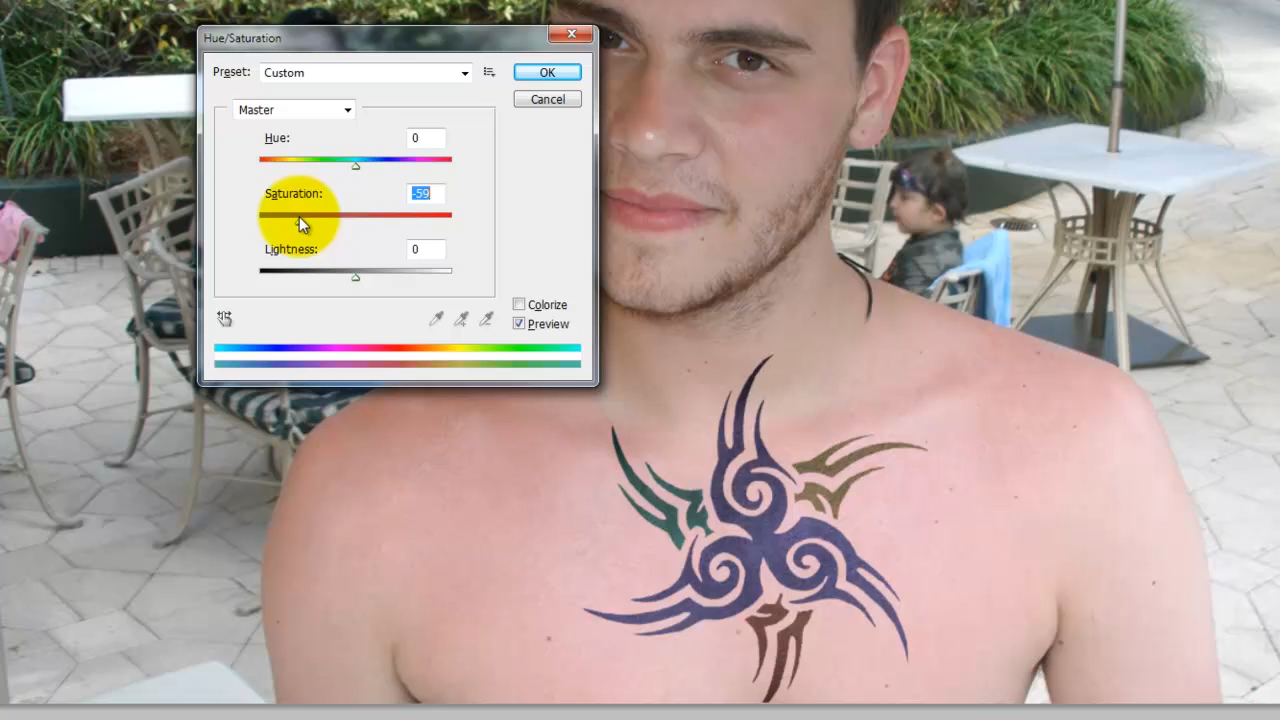 Hue/Saturation
Preset: Custom
OK
Cancel
Master
Hue: 0
Saturation: -59
Lightness: 0
Colorize
Preview